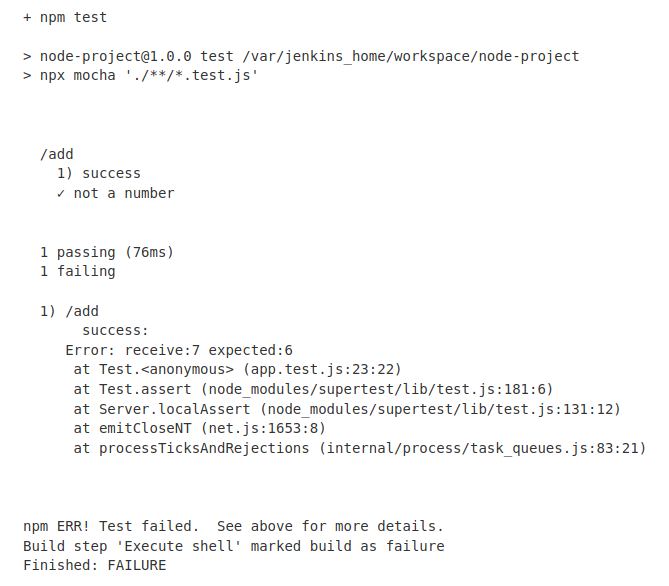 + npm test
> node-project@1.0.0 test /var/jenkins_home/workspace/node-project
> npx mocha './**/*.test.js'
/add
1) success
✓ not a number
1 passing (76ms)
1 failing
1) /add
success:
Error: receive:7 expected:6
at Test.<anonymous> (app.test.js:23:22)
at Test.assert (node_modules/supertest/lib/test.js:181:6)
at Server.localAssert (node_modules/supertest/lib/test.js:131:12)
at emitCloseNT (net.js:1653:8)
at processTicksAndRejections (internal/process/task_queues.js:83:21)
npm ERR! Test failed.  See above for more details.
Build step 'Execute shell' marked build as failure
Finished: FAILURE